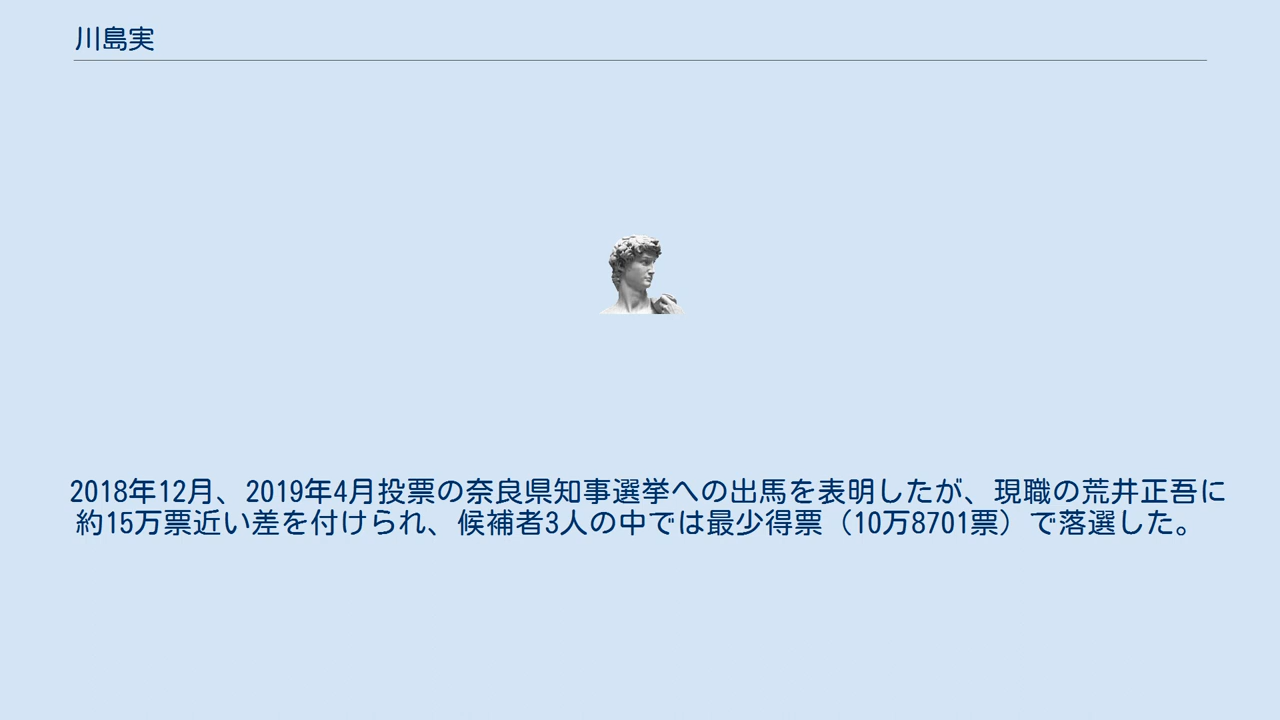 川島実
2018年12月、2019年4月投票の奈良県知事選挙への出馬を表明したが、現職の荒井正吾に
約15万票近い差を付けられ、候補者3人の中では最少得票（10万8701票）で落選した。